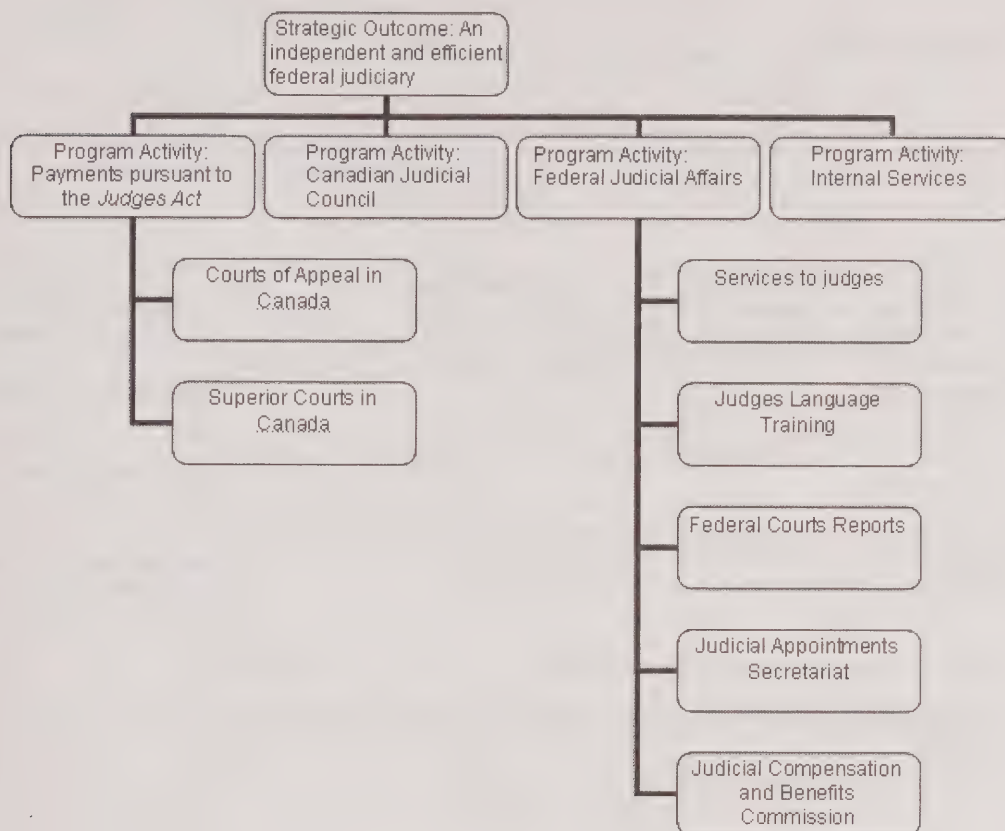 Strategic Outcome: An
independent and efficient
federal judiciary
Program Activity:
Payments pursuant to
the Judges Act
Program Activity:
Canadian Judicial
Council
Program Activity:
Federal Judicial Affairs
Program Activity:
Internal Services
Courts of Appeal in
Canada
Superior Courts in
Canada
Services to judges
Judges Language
Training
Federal Courts Reports
Judicial Appointments
Secretariat
Judicial Compensation
and Benefits
Commission